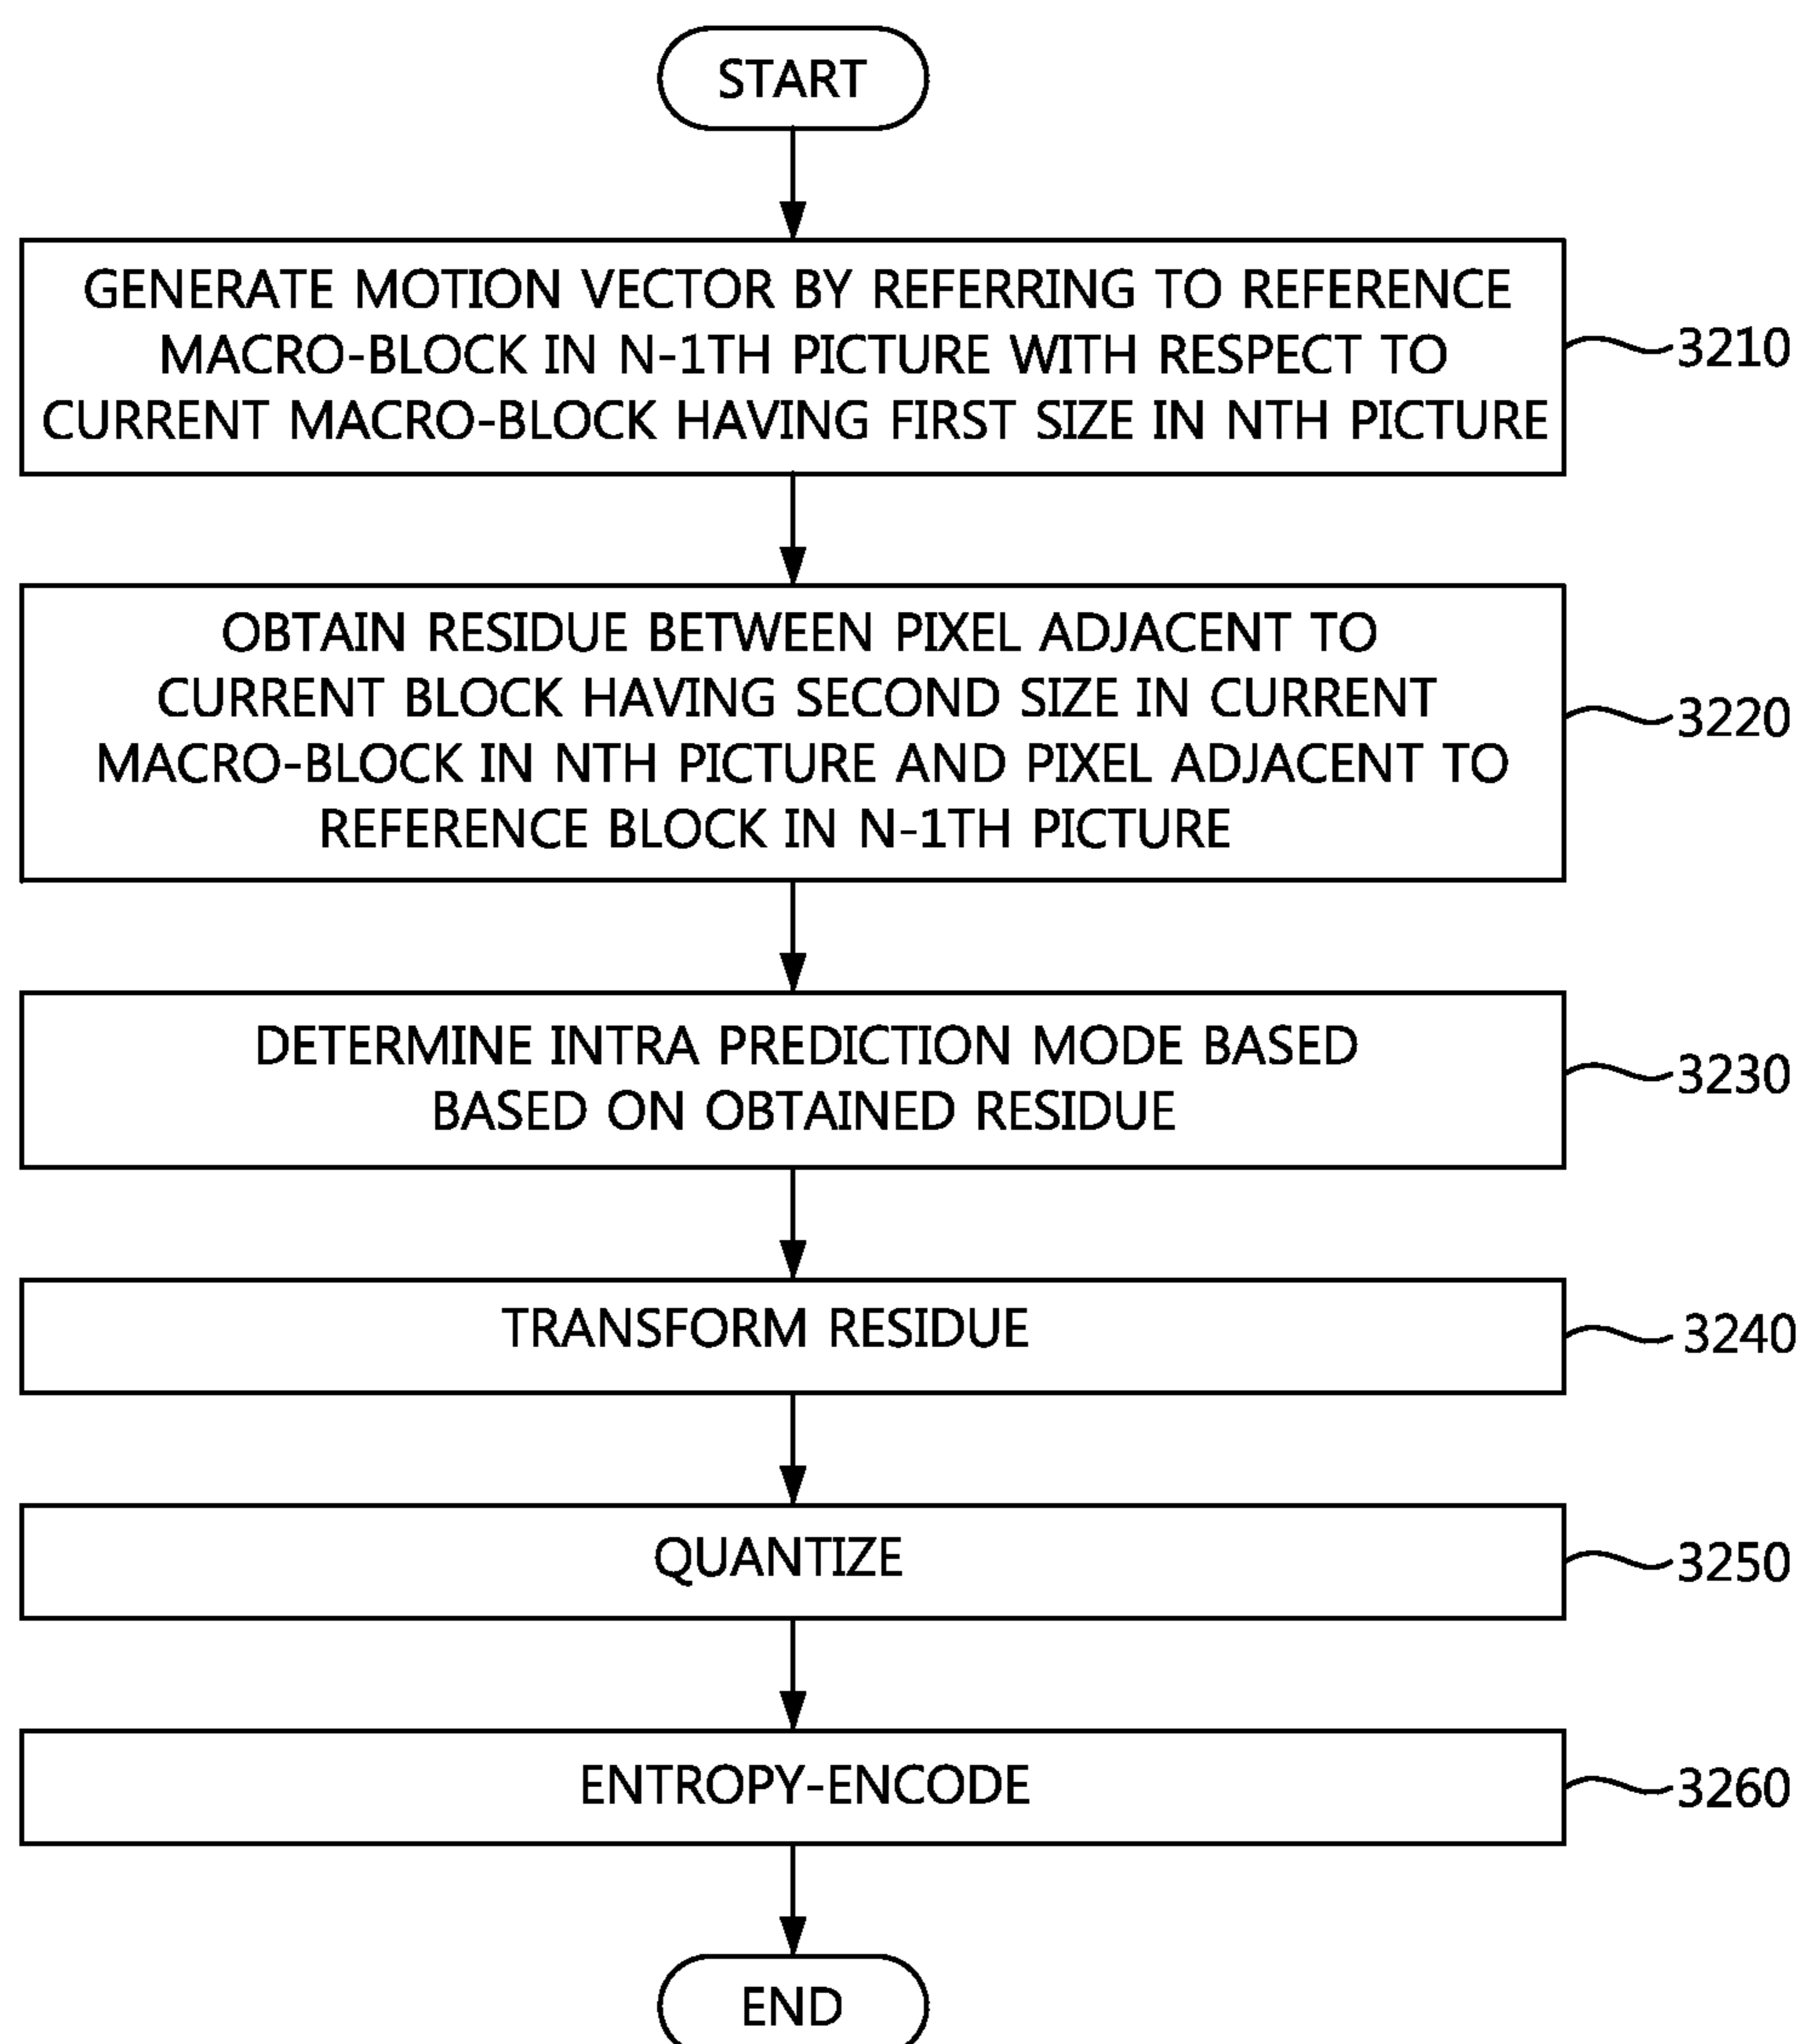 START
GENERATE MOTION VECTOR BY REFERRING TO REFERENCE
MACRO-BLOCK IN N-1TH PICTURE WITH RESPECT TO
CURRENT MACRO-BLOCK HAVING FIRST SIZE IN NTH PICTURE
3210
OBTAIN RESIDUE BETWEEN PIXEL ADJACENT TO
CURRENT BLOCK HAVING SECOND SIZE IN CURRENT
MACRO-BLOCK IN NTH PICTURE AND PIXEL ADJACENT TO
REFERENCE BLOCK IN N-1TH PICTURE
3220
DETERMINE INTRA PREDICTION MODE BASED
BASED ON OBTAINED RESIDUE
3230
TRANSFORM RESIDUE
3240
QUANTIZE
3250
ENTROPY-ENCODE
3260
END